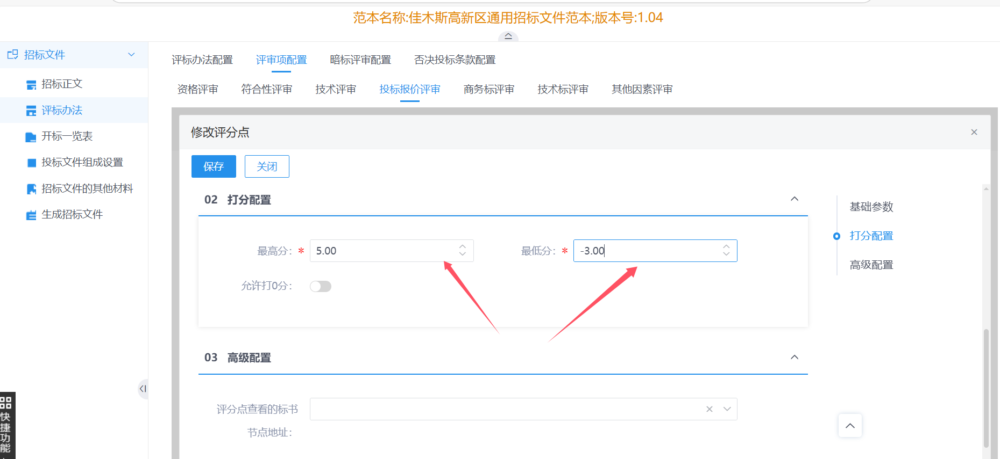 范本名称:佳木斯高新区通用招标文件范本;版本号:1.04
招标文件
招标正文
评标办法
开标一览表
投标文件组成设置
招标文件的其他材料
生成招标文件
快捷功能
评标办法配置 评审项配置 暗标评审配置 否决投标条款配置
资格评审 符合性评审 技术评审 投标报价评审 商务标评审 技术标评审 其他因素评审
修改评分点
保存 关闭
02 打分配置
最高分: * 5.00 最低分: * -3.00
允许打0分:
03 高级配置
评分点查看的标书
节点地址:
基础参数
打分配置
高级配置